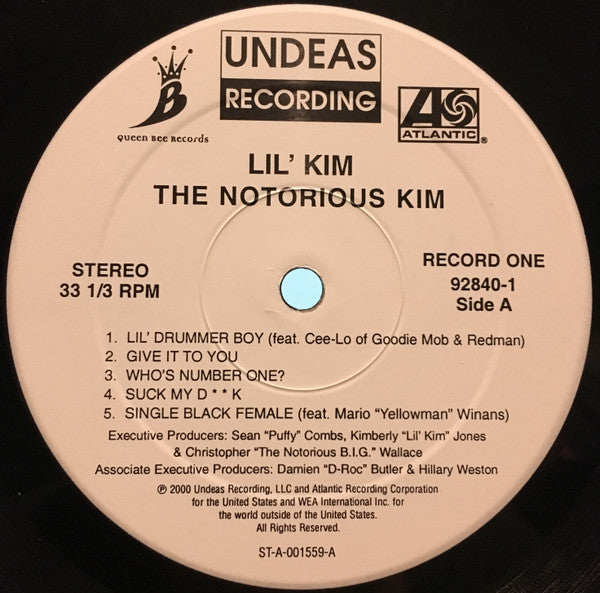 B
Queen Bee Records
UNDEAS
RECORDING
A
ATLANTIC®
LIL' KIM
THE NOTORIOUS KIM
STEREO
33 1/3 RPM
RECORD ONE
92840-1
Side A
1. LIL' DRUMMER BOY (feat. Cee-Lo of Goodie Mob & Redman)
2. GIVE IT TO YOU
3. WHO'S NUMBER ONE?
4. SUCK MY D * * K
5. SINGLE BLACK FEMALE (feat. Mario "Yellowman" Winans)
Executive Producers: Sean "Puffy" Combs, Kimberly "Lil' Kim" Jones
& Christopher "The Notorious B.I.G." Wallace
Associate Executive Producers: Damien "D-Roc" Butler & Hillary Weston
℗ 2000 Undeas Recording, LLC and Atlantic Recording Corporation
for the United States and WEA International Inc. for
the world outside of the United States.
All Rights Reserved.
ST-A-001559-A